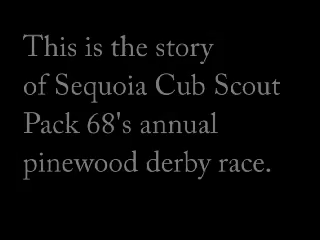 This is the story
of Sequoia Cub Scout
Pack 68's annual
pinewood derby race.